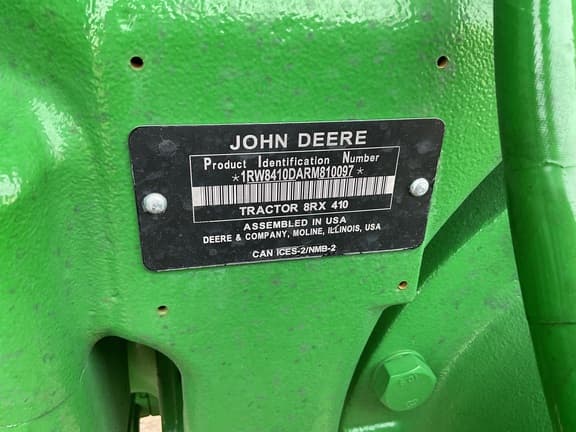 JOHN DEERE
Product Identification Number
*1RW8410DARM810097*
TRACTOR 8RX 410
ASSEMBLED IN USA
DEERE & COMPANY, MOLINE, ILLINOIS, USA
CAN ICES-2/NMB-2